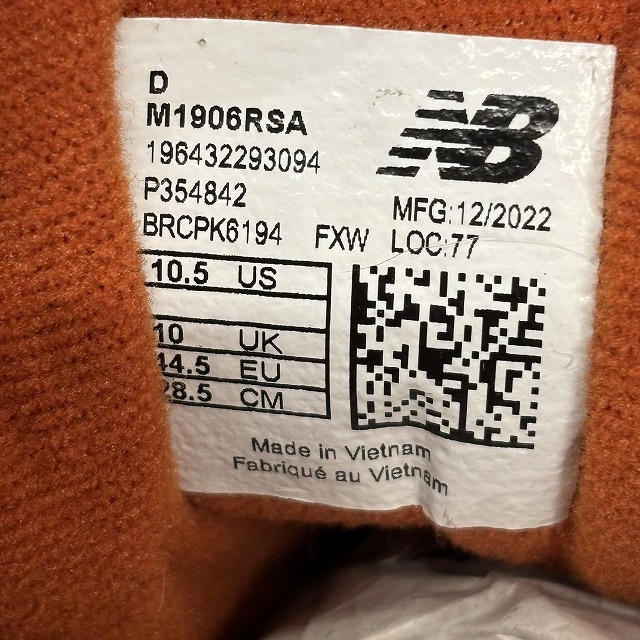 D
M1906RSA
196432293094
P354842
BRCPK6194 FXW
NB
MFG:12/2022
LOC:77
10.5 US
10 UK
44.5 EU
28.5 CM
Made in Vietnam
Fabriqué au Vietnam